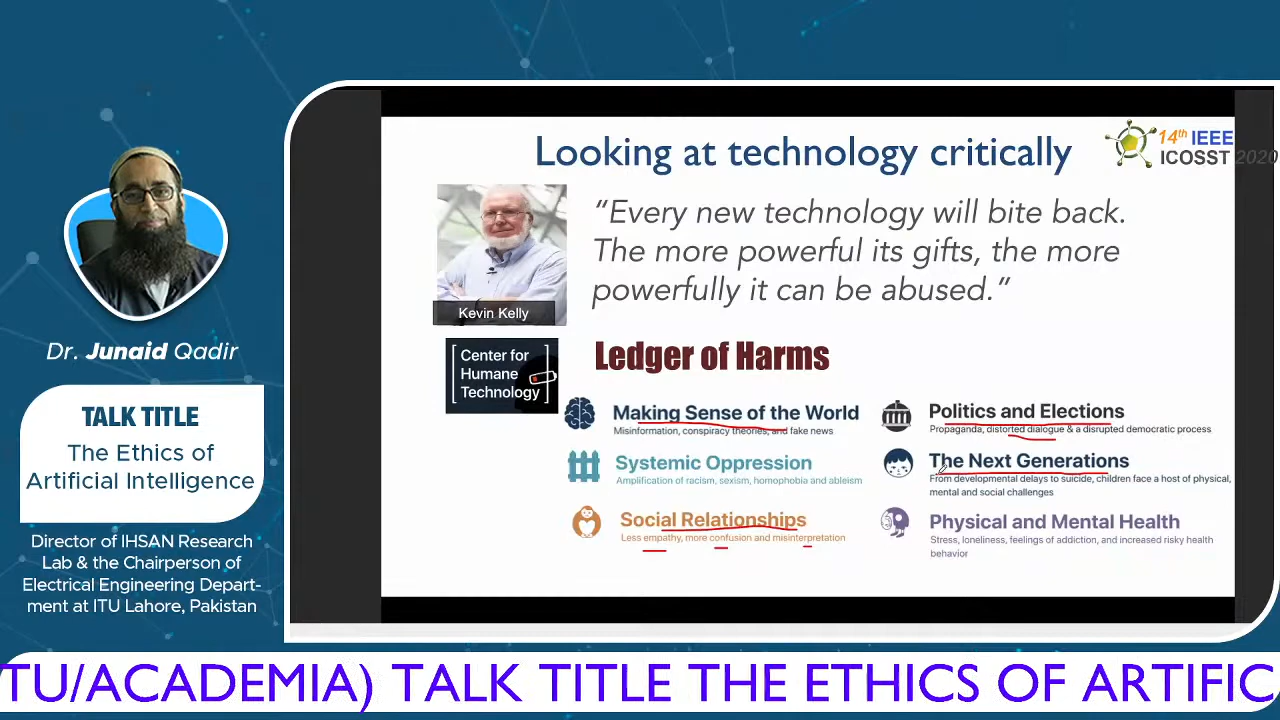 Dr. Junaid Qadir
TALK TITLE
The Ethics of
Artificial Intelligence
Director of IHSAN Research
Lab & the Chairperson of
Electrical Engineering Depart-
ment at ITU Lahore, Pakistan
Looking at technology critically
14th IEEE
ICOSST 2020
“Every new technology will bite back.
The more powerful its gifts, the more
powerfully it can be abused.”
Kevin Kelly
Center for
Humane
Technology
Ledger of Harms
Making Sense of the World
Misinformation, conspiracy theories, and fake news
Systemic Oppression
Amplification of racism, sexism, homophobia and ableism
Social Relationships
Less empathy, more confusion and misinterpretation
Politics and Elections
Propaganda, distorted dialogue & a disrupted democratic process
The Next Generations
From developmental delays to suicide, children face a host of physical,
mental and social challenges
Physical and Mental Health
Stress, loneliness, feelings of addiction, and increased risky health
behavior
TU/ACADEMIA) TALK TITLE THE ETHICS OF ARTIFIC